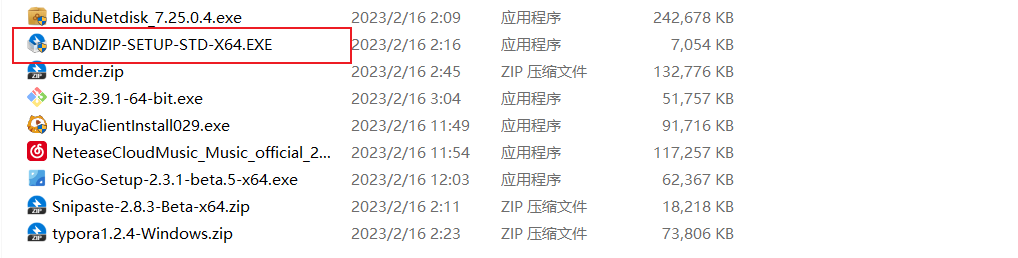 BaiduNetdisk_7.25.0.4.exe 2023/2/16 2:09 应用程序 242,678 KB
BANDIZIP-SETUP-STD-X64.EXE 2023/2/16 2:16 应用程序 7,054 KB
cmder.zip 2023/2/16 2:45 ZIP 压缩文件 132,776 KB
Git-2.39.1-64-bit.exe 2023/2/16 3:04 应用程序 51,757 KB
HuyaClientInstall029.exe 2023/2/16 11:49 应用程序 91,716 KB
NeteaseCloudMusic_Music_official_2... 2023/2/16 11:54 应用程序 117,257 KB
PicGo-Setup-2.3.1-beta.5-x64.exe 2023/2/16 12:03 应用程序 62,367 KB
Snipaste-2.8.3-Beta-x64.zip 2023/2/16 2:11 ZIP 压缩文件 18,218 KB
typora1.2.4-Windows.zip 2023/2/16 2:23 ZIP 压缩文件 73,806 KB